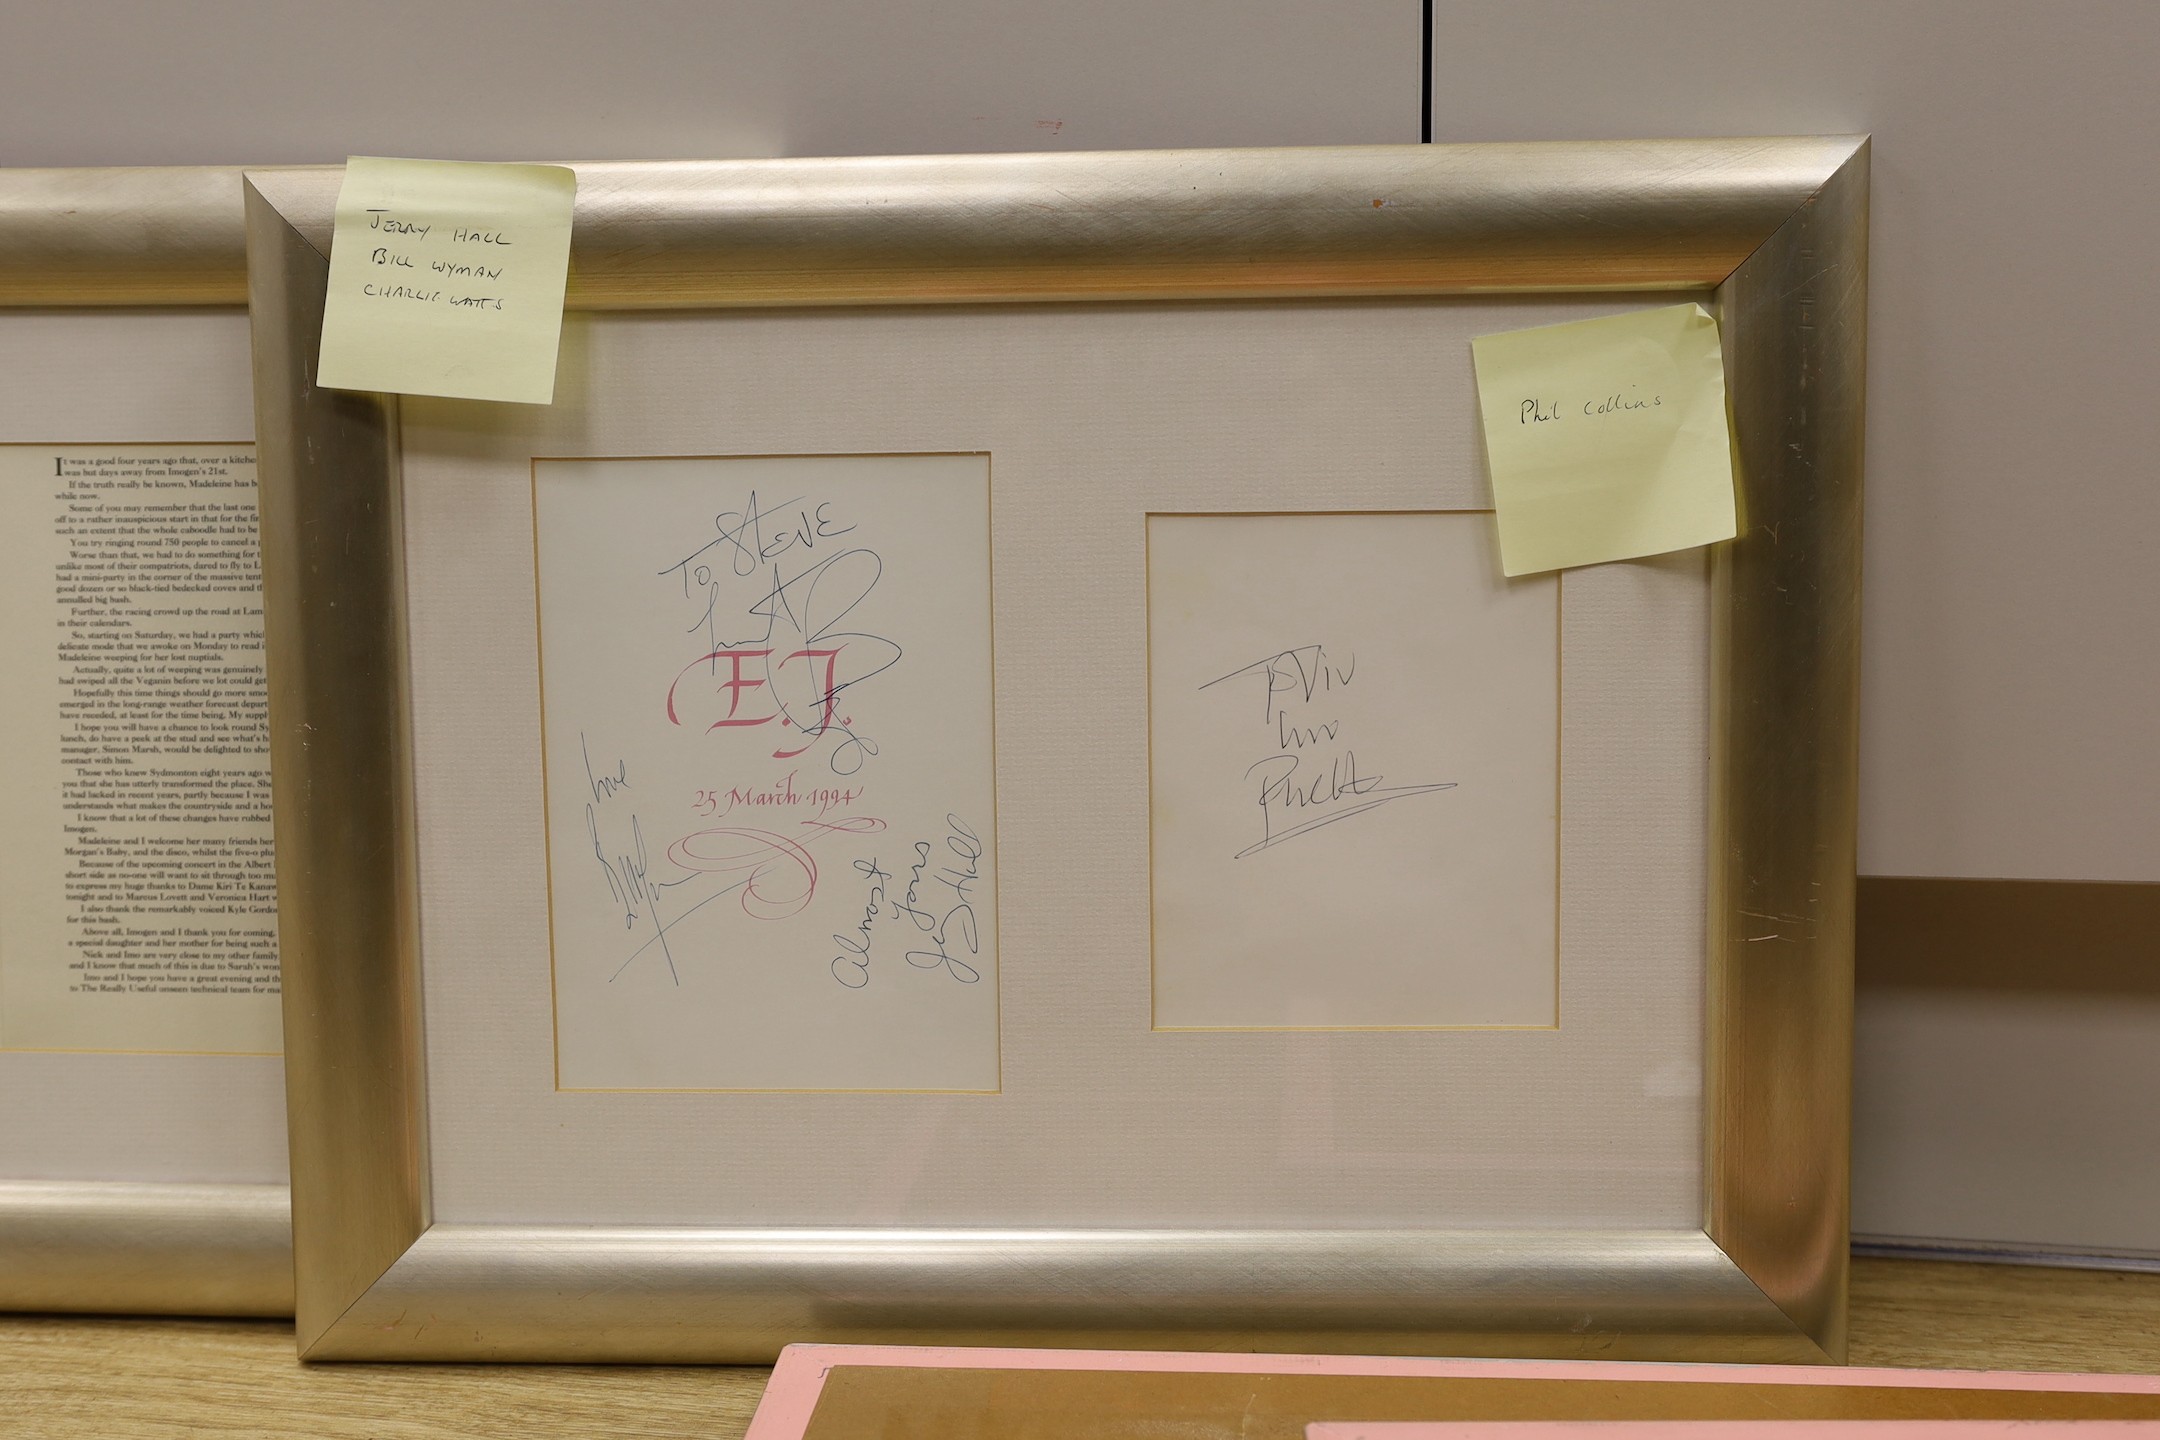 JERRY HALL
BILL WYMAN
CHARLIE WATTS
Phil Collins
It was a good four years ago that, over a kitche
was but days away from Imogen's 21st.
If the truth really be known, Madeleine has b
while now.
Some of you may remember that the last one
off to a rather inauspicious start in that for the fir
such an extent that the whole caboodle had to be
You try ringing round 750 people to cancel a p
Worse than that, we had to do something for t
unlike most of their compatriots, dared to fly to L
had a mini-party in the corner of the massive tent
good dozen or so black-tied bedecked coves and th
annulled big bash.
Further, the racing crowd up the road at Lam
in their calendars.
So, starting on Saturday, we had a party which
delicate mode that we awoke on Monday to read i
Madeleine weeping for her lost nuptials.
Actually, quite a lot of weeping was genuinely
had swiped all the Veganin before we lot could get
Hopefully this time things should go more smoo
emerged in the long-range weather forecast depart
have receded, at least for the time being. My suppl
I hope you will have a chance to look round Sy
lunch, do have a peek at the stud and see what's h
manager, Simon Marsh, would be delighted to sho
contact with him.
Those who knew Sydmonton eight years ago w
you that she has utterly transformed the place. She
it had lacked in recent years, partly because I was
understands what makes the countryside and a ho
I know that a lot of these changes have rubbed
Imogen.
Madeleine and I welcome her many friends her
Morgan's Baby, and the disco, whilst the five-o plu
Because of the upcoming concert in the Albert
short side as no-one will want to sit through too mu
to express my huge thanks to Dame Kiri Te Kanaw
tonight and to Marcus Lovett and Veronica Hart w
I also thank the remarkably voiced Kyle Gordo
for this bash.
Above all, Imogen and I thank you for coming.
a special daughter and her mother for being such a
Nick and Imo are very close to my other family
and I know that much of this is due to Sarah's won
Imo and I hope you have a great evening and th
to The Really Useful unseen technical team for ma
To STEVE
E.J.
25 March 1994
love
Almost
Yours
Jerry Hall
To Viv